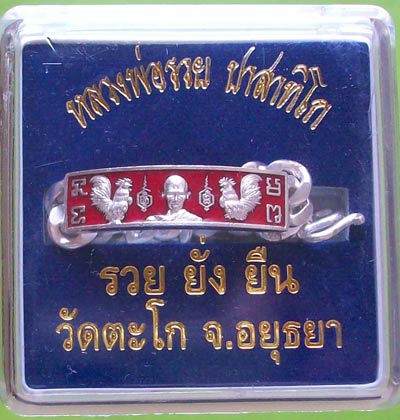 หลวงพ่อรวย ปาสาทิโก
รวย ยั่ง ยืน
วัดตะโก จ.อยุธยา